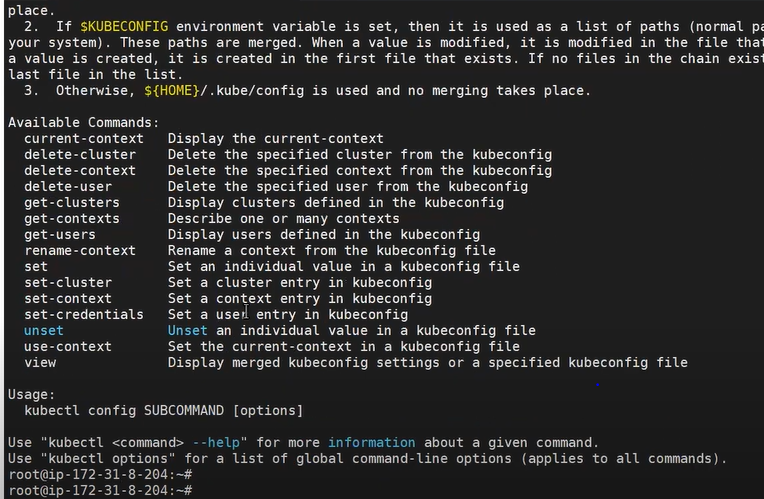 place.
2. If $KUBECONFIG environment variable is set, then it is used as a list of paths (normal
your system). These paths are merged. When a value is modified, it is modified in the file
a value is created, it is created in the first file that exists. If no files in the chain
last file in the list.
3. Otherwise, ${HOME}/.kube/config is used and no merging takes place.
Available Commands:
current-context Display the current-context
delete-cluster Delete the specified cluster from the kubeconfig
delete-context Delete the specified context from the kubeconfig
delete-user Delete the specified user from the kubeconfig
get-clusters Display clusters defined in the kubeconfig
get-contexts Describe one or many contexts
get-users Display users defined in the kubeconfig
rename-context Rename a context from the kubeconfig file
set Set an individual value in a kubeconfig file
set-cluster Set a cluster entry in kubeconfig
set-context Set a context entry in kubeconfig
set-credentials Set a user entry in kubeconfig
unset Unset an individual value in a kubeconfig file
use-context Set the current-context in a kubeconfig file
view Display merged kubeconfig settings or a specified kubeconfig file
Usage:
kubectl config SUBCOMMAND [options]
Use "kubectl <command> --help" for more information about a given command.
Use "kubectl options" for a list of global command-line options (applies to all commands).
root@ip-172-31-8-204:~#
root@ip-172-31-8-204:~#